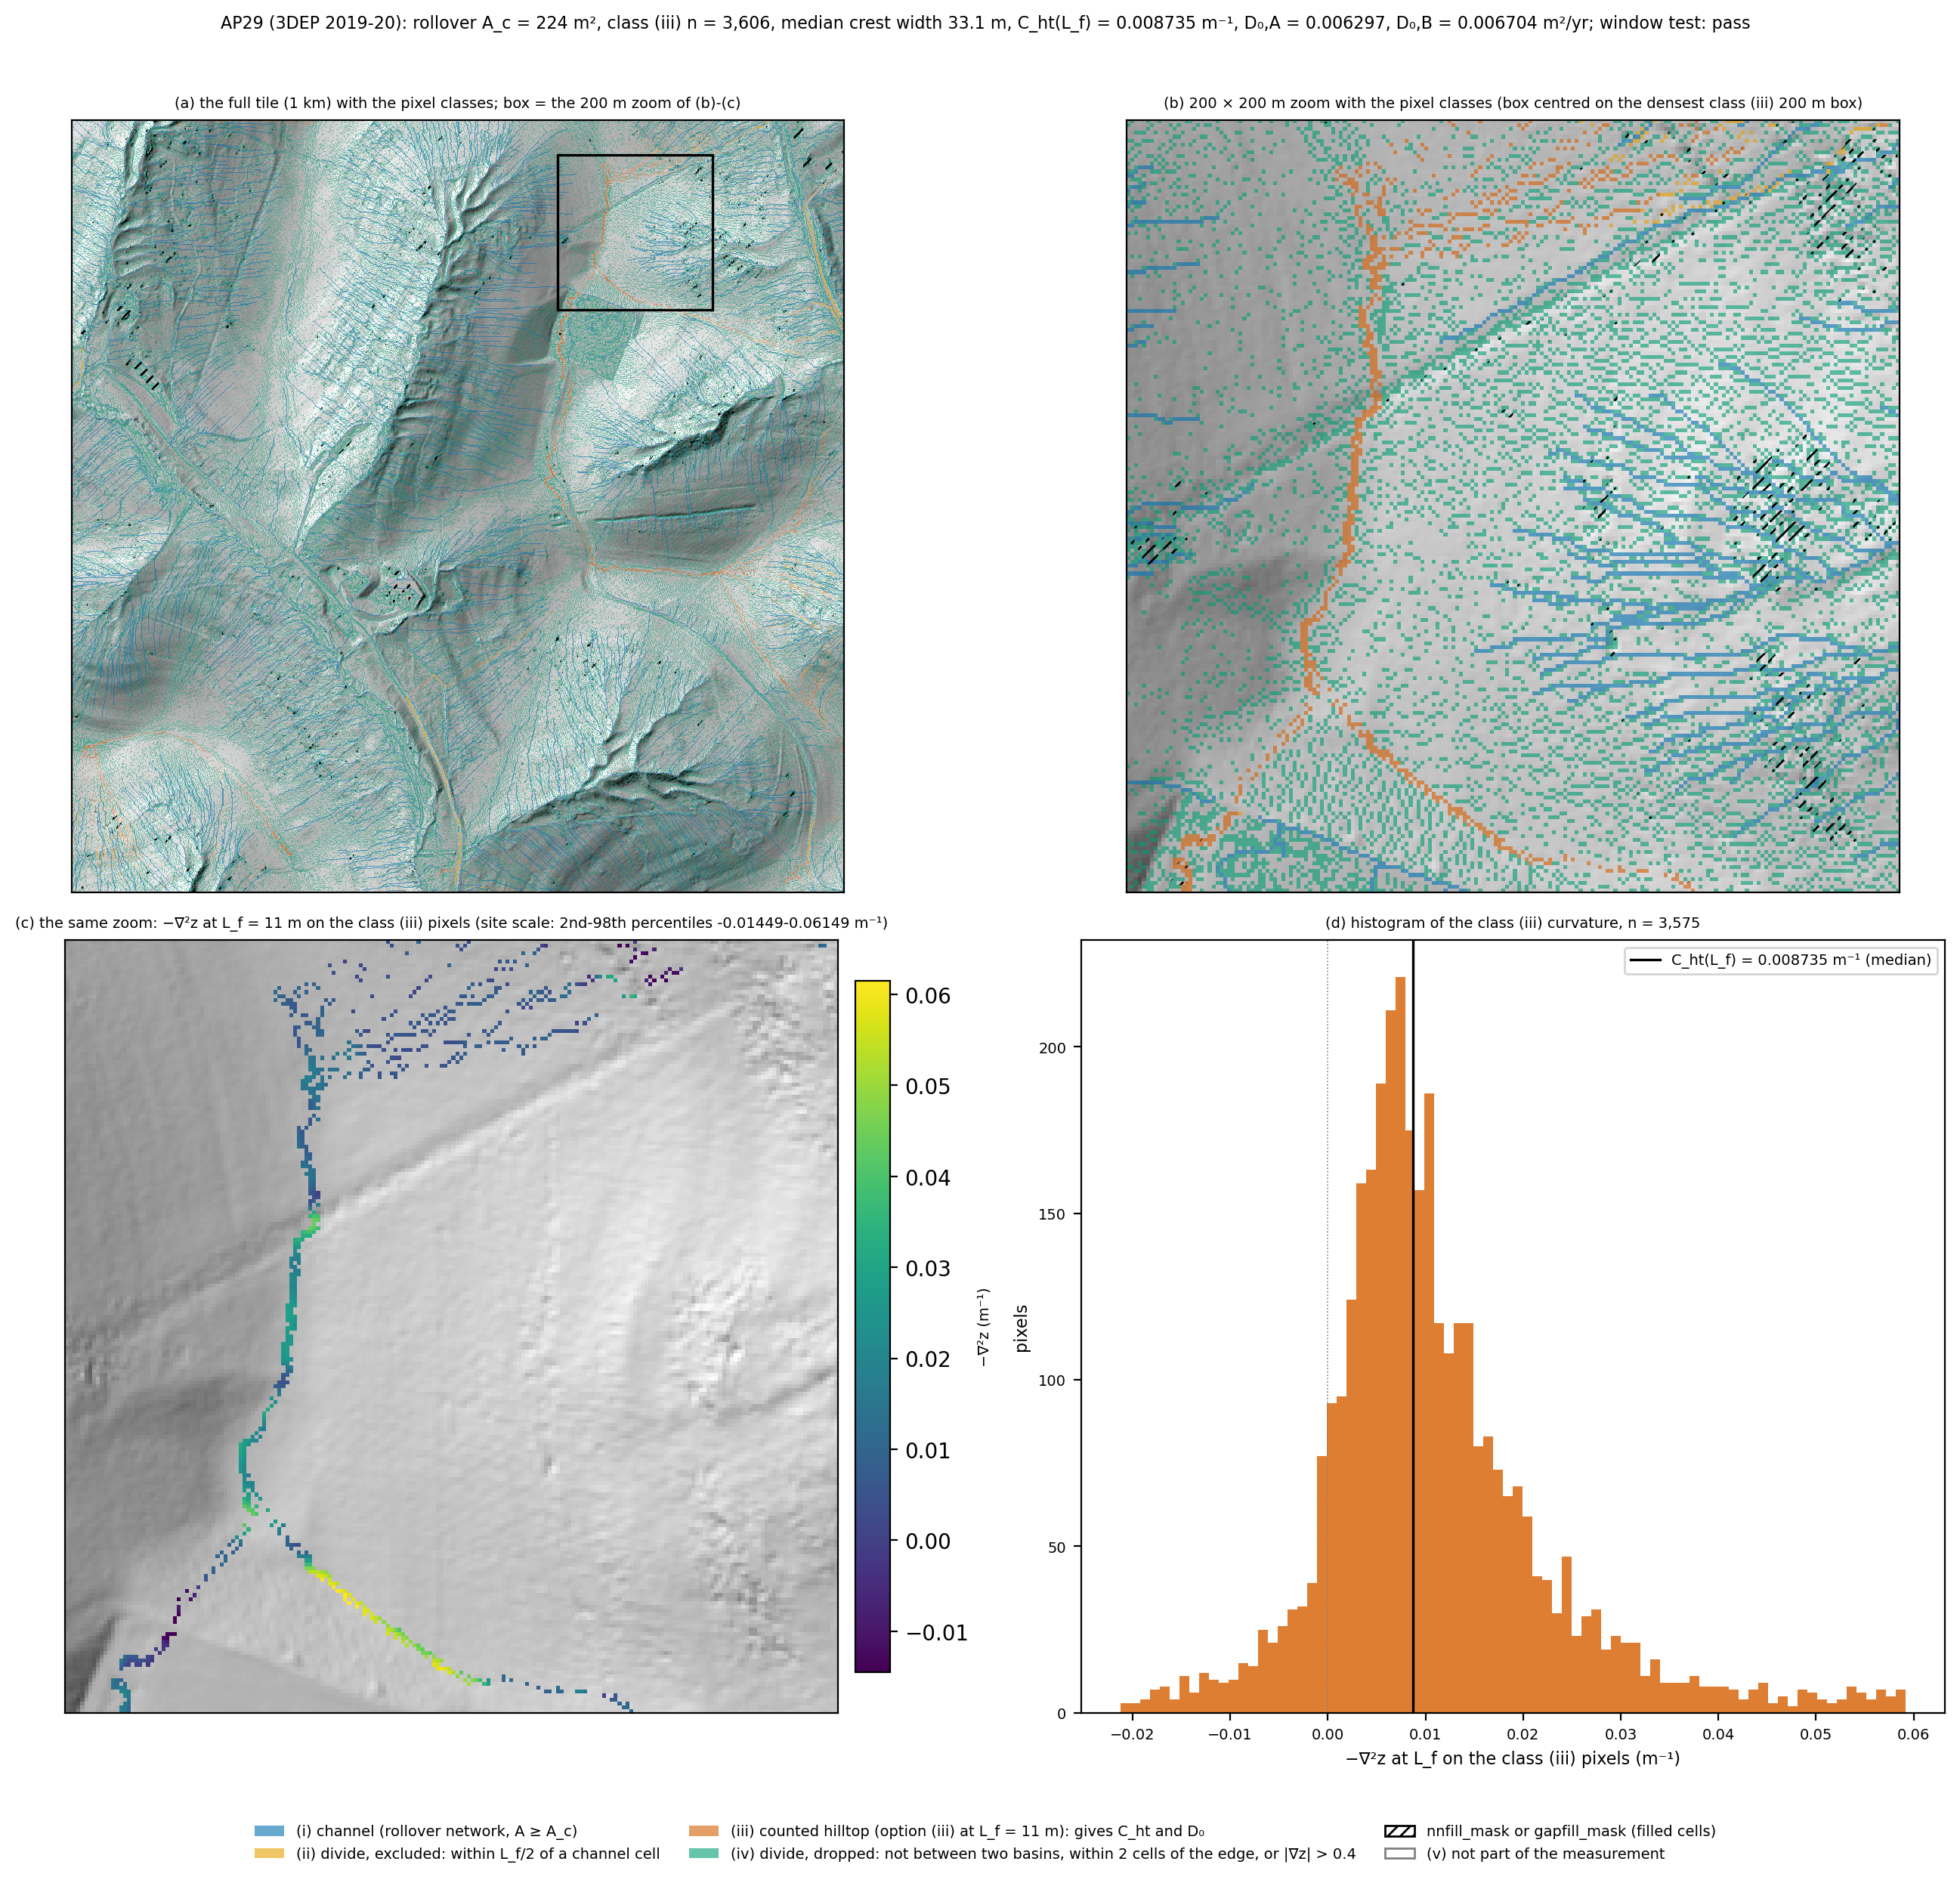 AP29 (3DEP 2019-20): rollover A_c = 224 m², class (iii) n = 3,606, median crest width 33.1 m, C_ht(L_f) = 0.008735 m⁻¹, D₀,A = 0.006297, D₀,B = 0.006704 m²/yr; window test: pass
(a) the full tile (1 km) with the pixel classes; box = the 200 m zoom of (b)-(c)
(b) 200 × 200 m zoom with the pixel classes (box centred on the densest class (iii) 200 m box)
(c) the same zoom: −∇²z at L_f = 11 m on the class (iii) pixels (site scale: 2nd-98th percentiles -0.01449-0.06149 m⁻¹)
0.06
0.05
0.04
0.03
0.02
0.01
0.00
−0.01
−∇²z (m⁻¹)
(d) histogram of the class (iii) curvature, n = 3,575
C_ht(L_f) = 0.008735 m⁻¹ (median)
200
150
100
50
0
pixels
−0.02 −0.01 0.00 0.01 0.02 0.03 0.04 0.05 0.06
−∇²z at L_f on the class (iii) pixels (m⁻¹)
(i) channel (rollover network, A ≥ A_c)
(ii) divide, excluded: within L_f/2 of a channel cell
(iii) counted hilltop (option (iii) at L_f = 11 m): gives C_ht and D₀
(iv) divide, dropped: not between two basins, within 2 cells of the edge, or |∇z| > 0.4
nnfill_mask or gapfill_mask (filled cells)
(v) not part of the measurement